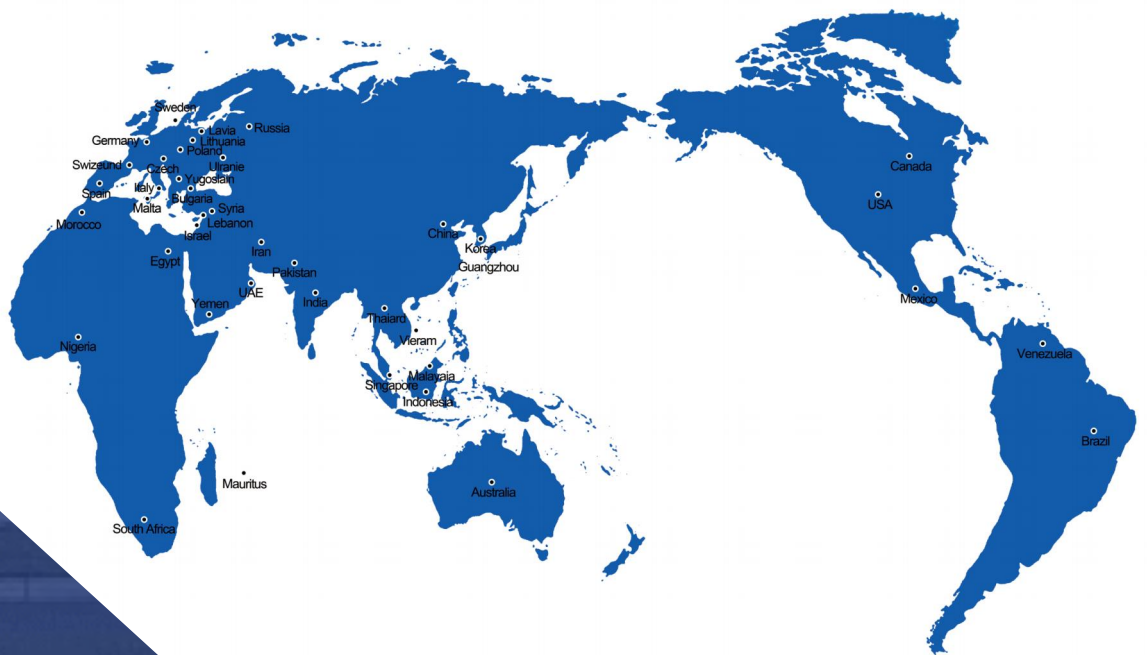 Sweden
Lavia
Russia
Germany
Lithuania
Poland
Canada
Swizeund
Czech
Uiranie
Yugoslain
Spain
Italy
Bulgaria
USA
Malta
Syria
Morocco
Lebanon
Israel
China
Korea
Egypt
Iran
Pakistan
Guangzhou
UAE
India
Mexico
Yemen
Thaiard
Nigeria
Vieram
Venezuela
Malayaia
Singapore
Indonesia
Brazil
Mauritus
Australia
South Africa